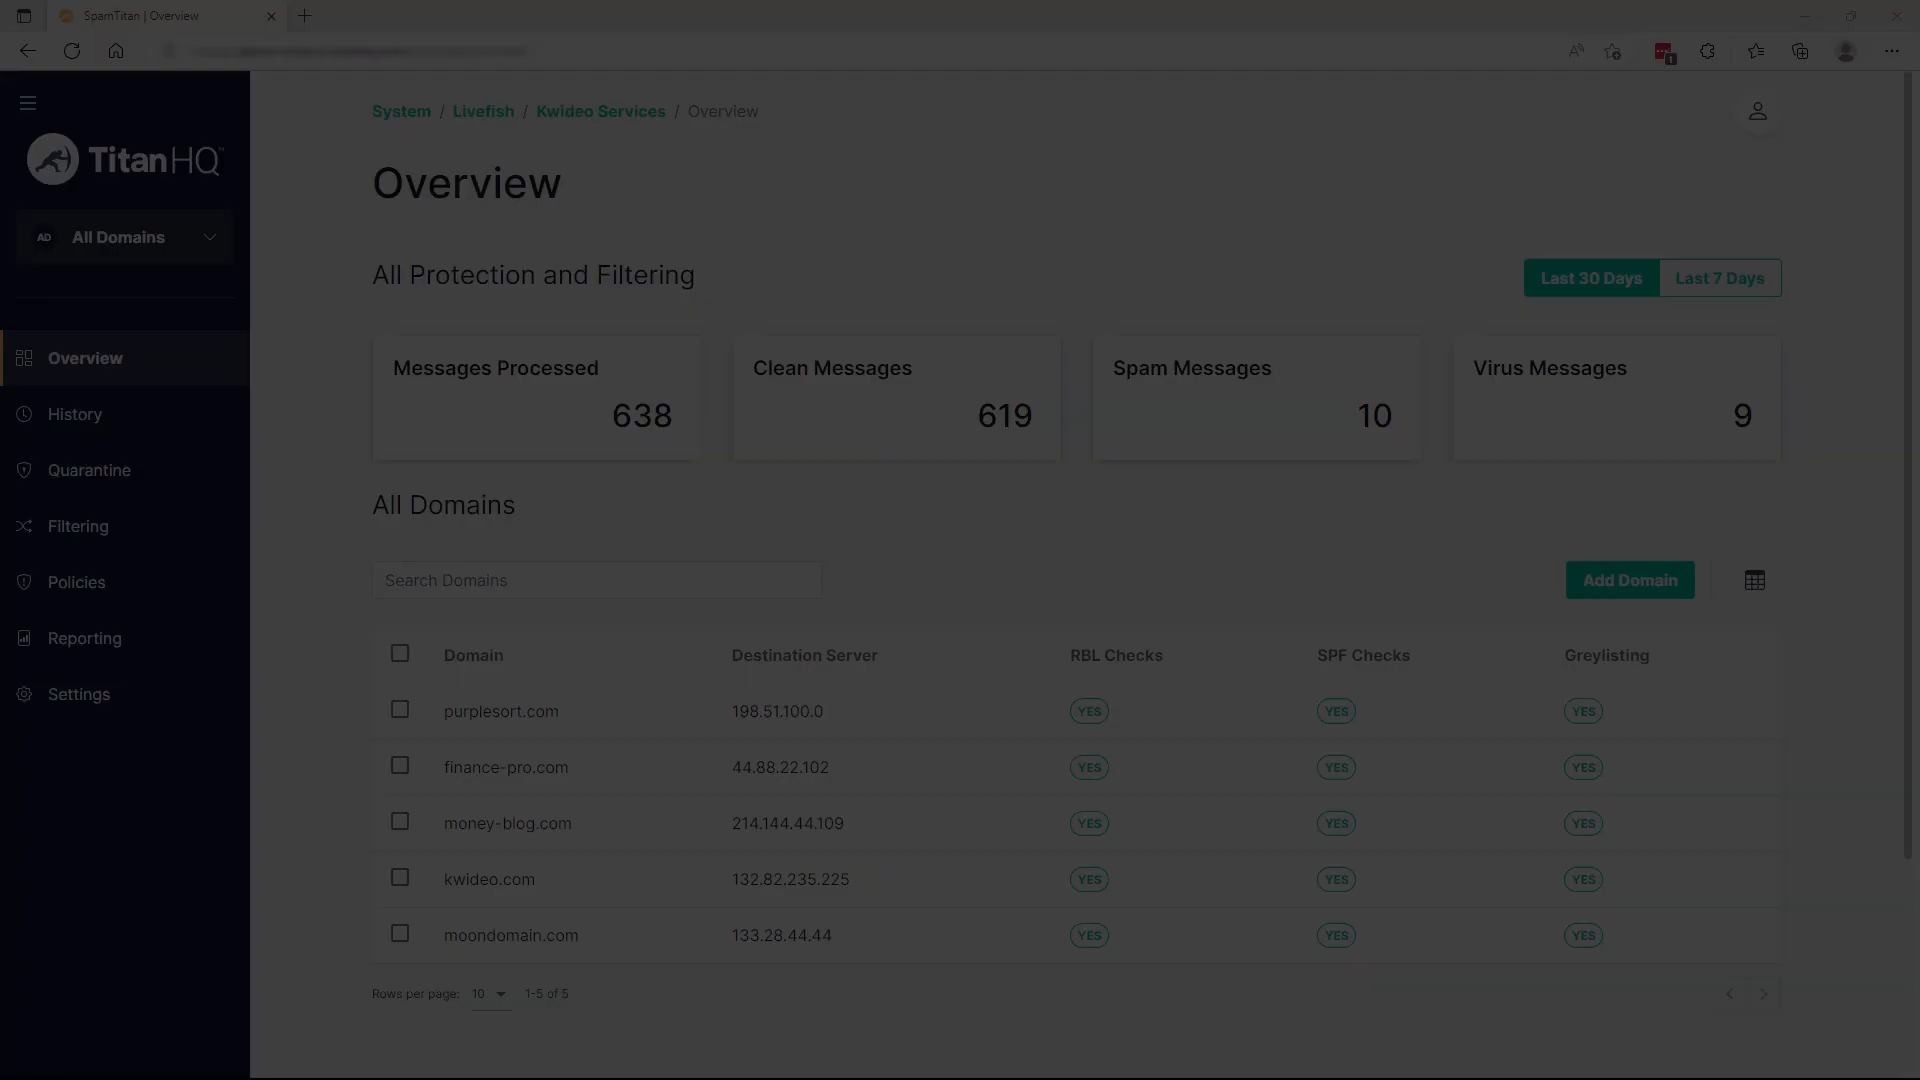 SpamTitan | Overview
1
System / Livefish / Kwideo Services / Overview
TitanHQ™
Overview
AD All Domains
All Protection and Filtering
Last 30 Days Last 7 Days
Overview
History
Quarantine
Filtering
Policies
Reporting
Settings
Messages Processed
638
Clean Messages
619
Spam Messages
10
Virus Messages
9
All Domains
Search Domains
Add Domain
Domain Destination Server RBL Checks SPF Checks Greylisting
purplesort.com 198.51.100.0 YES YES YES
finance-pro.com 44.88.22.102 YES YES YES
money-blog.com 214.144.44.109 YES YES YES
kwideo.com 132.82.235.225 YES YES YES
moondomain.com 133.28.44.44 YES YES YES
Rows per page: 10 1-5 of 5